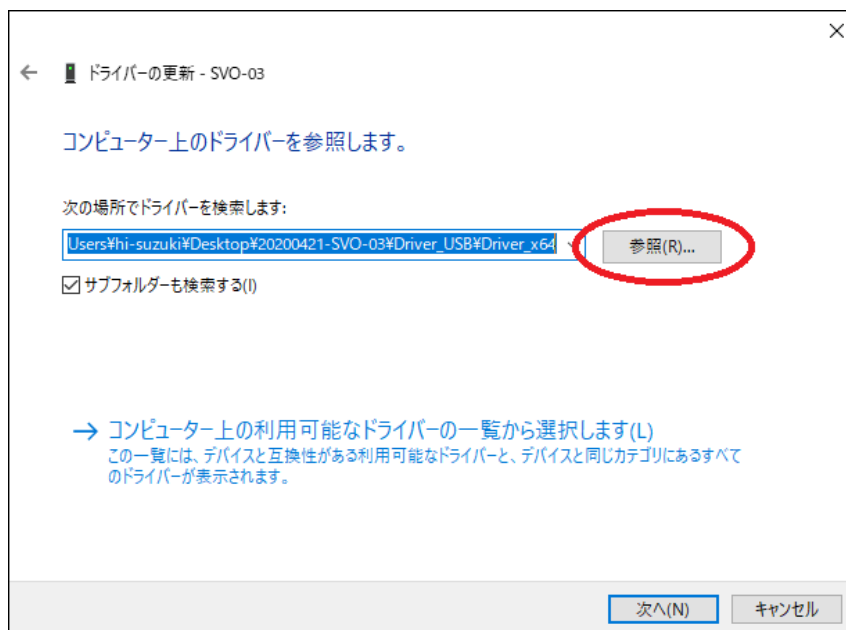 ドライバーの更新 - SVO-03
コンピューター上のドライバーを参照します。
次の場所でドライバーを検索します:
Users¥hi-suzuki¥Desktop¥20200421-SVO-03¥Driver_USB¥Driver_x64
参照(R)...
サブフォルダーも検索する(I)
コンピューター上の利用可能なドライバーの一覧から選択します(L)
この一覧には、デバイスと互換性がある利用可能なドライバーと、デバイスと同じカテゴリにあるすべて
のドライバーが表示されます。
次へ(N)
キャンセル